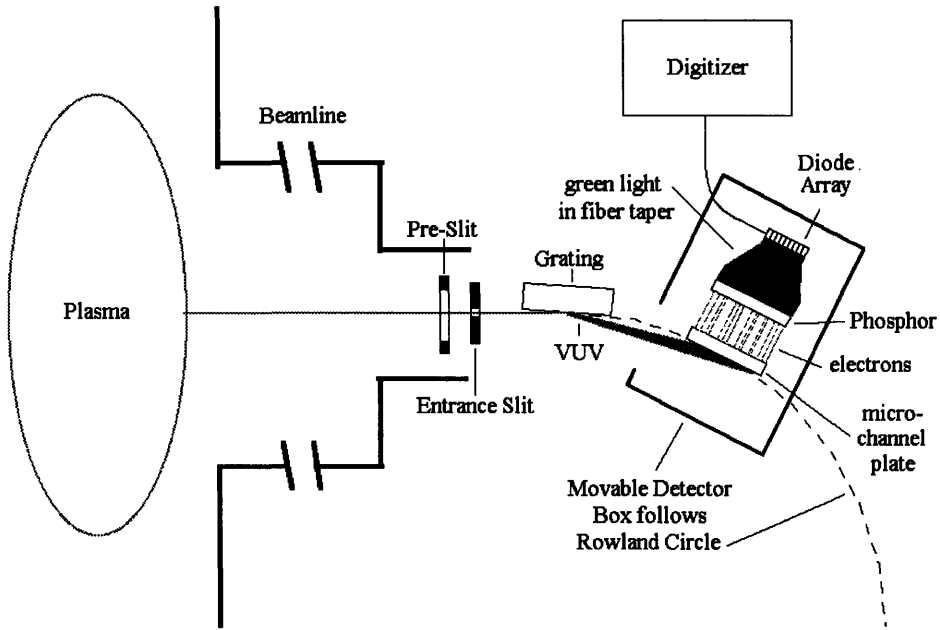 Digitizer
Beamline
Diode
Array
green light
in fiber taper
Pre-Slit
Grating
Plasma
Phosphor
VUV
electrons
Entrance Slit
micro-
channel
plate
Movable Detector
Box follows
Rowland Circle